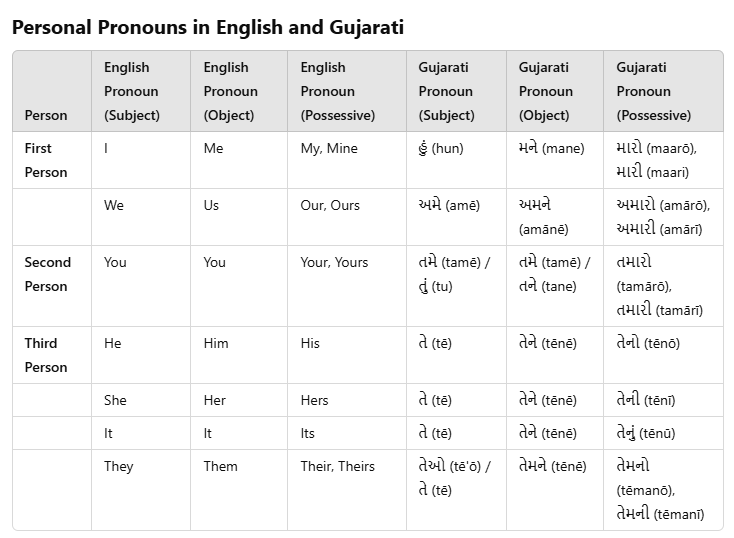 Personal Pronouns in English and Gujarati
Person English Pronoun (Subject) English Pronoun (Object) English Pronoun (Possessive) Gujarati Pronoun (Subject) Gujarati Pronoun (Object) Gujarati Pronoun (Possessive)
First Person I Me My, Mine હું (hun) મને (mane) મારો (maarō), મારી (maari)
We Us Our, Ours અમે (amē) અમને (amānē) અમારો (amārō), અમારી (amārī)
Second Person You You Your, Yours તમે (tamē) / તું (tu) તમે (tamē) / તને (tane) તમારો (tamārō), તમારી (tamārī)
Third Person He Him His તે (tē) તેને (tēnē) તેનો (tēnō)
She Her Hers તે (tē) તેને (tēnē) તેની (tēnī)
It It Its તે (tē) તેને (tēnē) તેનું (tēnū)
They Them Their, Theirs તેઓ (tē'ō) / તે (tē) તેમને (tēnē) તેમનો (tēmanō), તેમની (tēmanī)